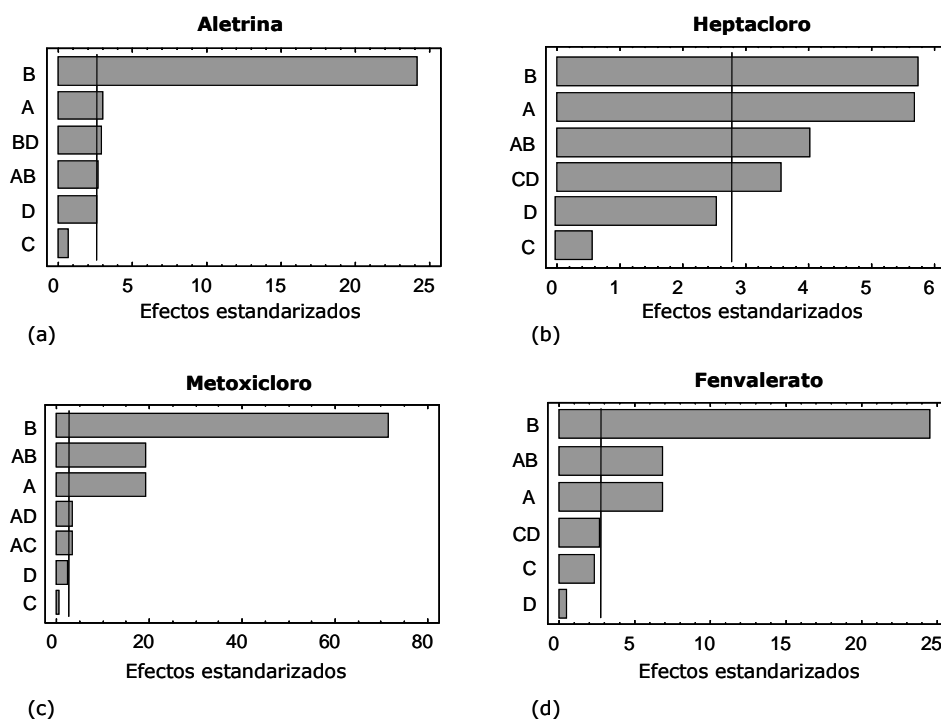 Aletrina
B
A
BD
AB
D
C
0 5 10 15 20 25
Efectos estandarizados
(a)
Heptacloro
B
A
AB
CD
D
C
0 1 2 3 4 5 6
Efectos estandarizados
(b)
Metoxicloro
B
AB
A
AD
AC
D
C
0 20 40 60 80
Efectos estandarizados
(c)
Fenvalerato
B
AB
A
CD
C
D
0 5 10 15 20 25
Efectos estandarizados
(d)